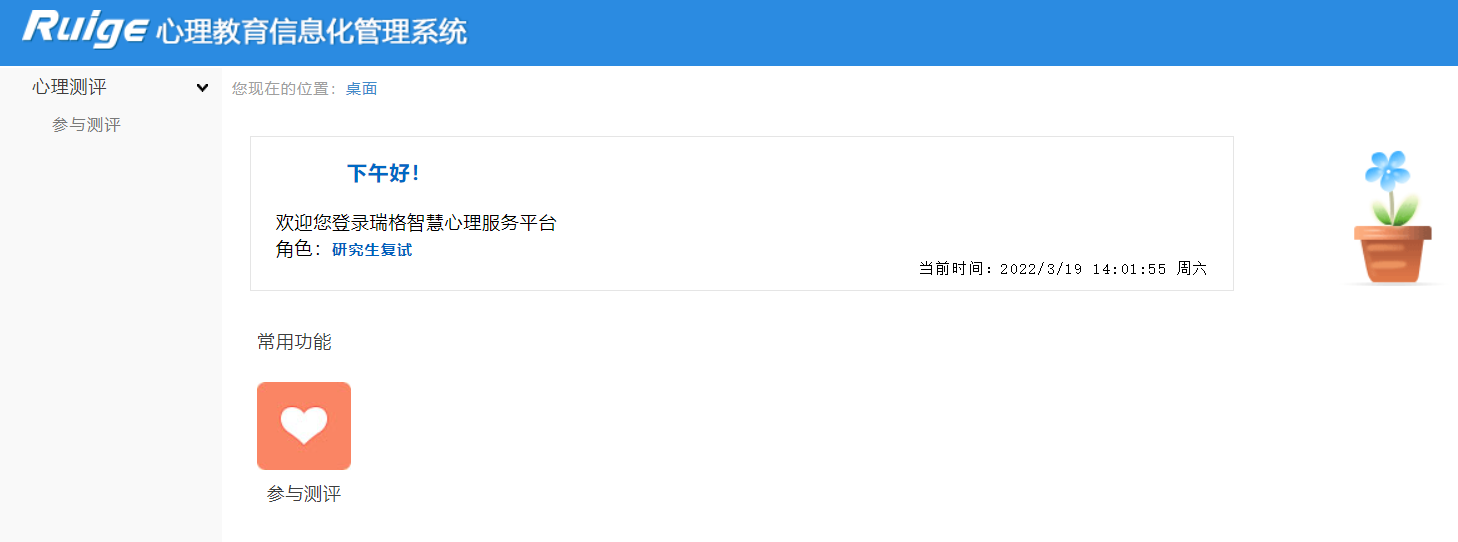 Ruige 心理教育信息化管理系统
心理测评
参与测评
您现在的位置：桌面
下午好！
欢迎您登录瑞格智慧心理服务平台
角色：研究生复试
当前时间：2022/3/19 14:01:55 周六
常用功能
参与测评